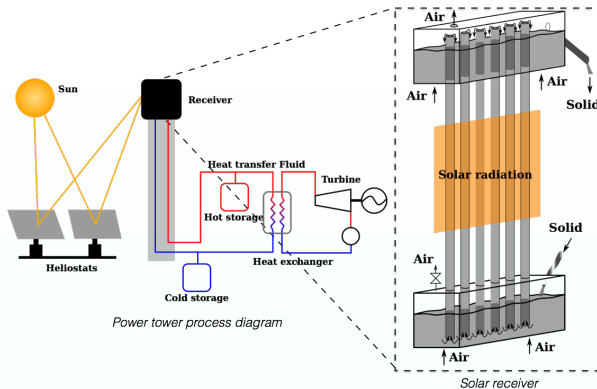 Sun
Receiver
Heliostats
Heat transfer Fluid
Hot storage
Turbine
Heat exchanger
Cold storage
Power tower process diagram
Air
Air
Air
Solid
Solar radiation
Solid
Air
Air
Air
Solar receiver